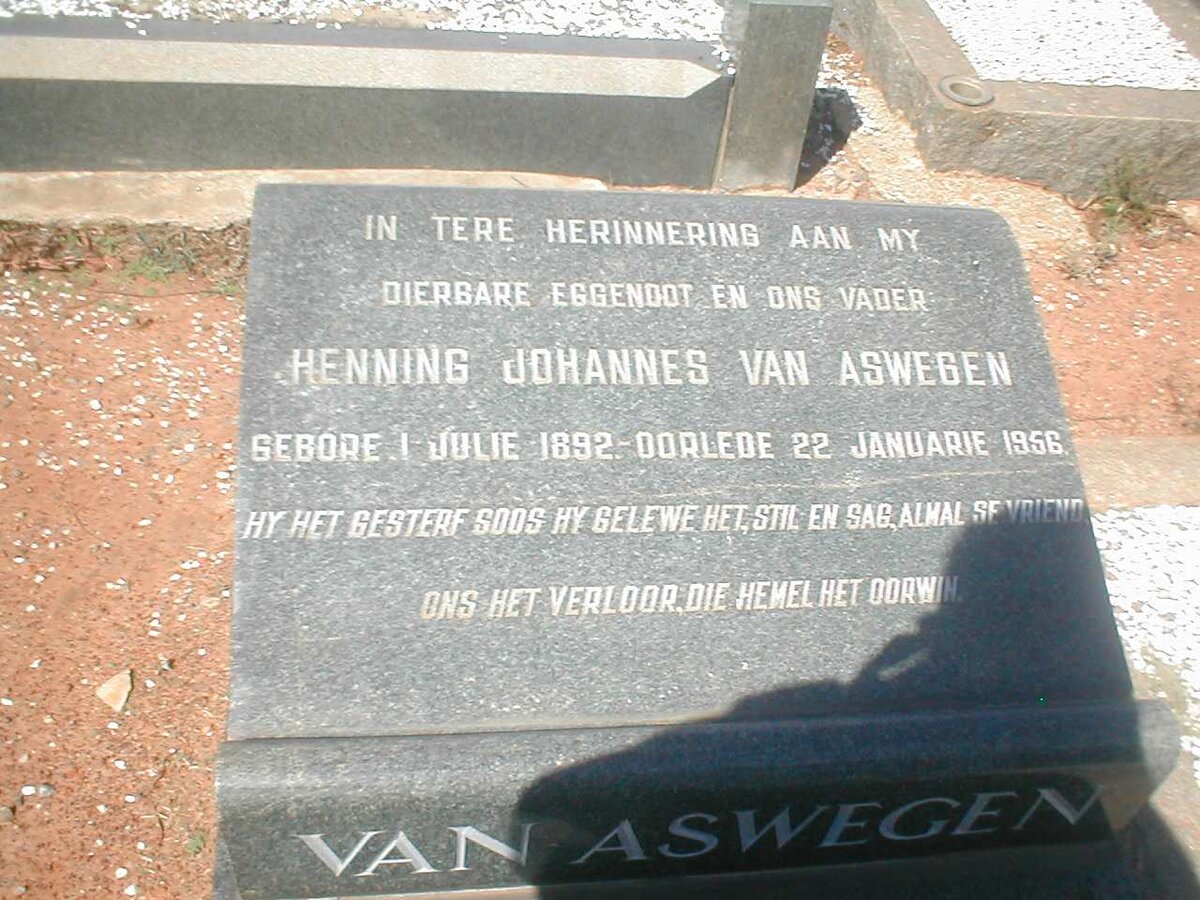 IN TERE HERINNERING AAN MY
DIERBARE EGGENOOT EN ONS VADER
HENNING JOHANNES VAN ASWEGEN
GEBORE 1 JULIE 1892-OORLEDE 22 JANUARIE 1956.
HY HET GESTERF SOOS HY GELEWE HET, STIL EN SAG, ALMAL SE VRIEND
ONS HET VERLOOR, DIE HEMEL HET OORWIN.
VAN ASWEGEN